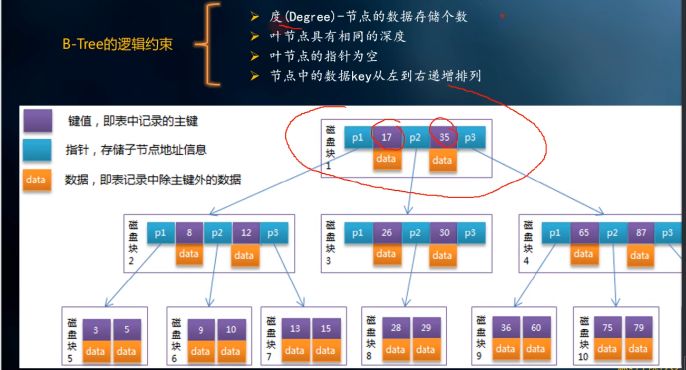 B-Tree的逻辑约束
度(Degree)-节点的数据存储个数
叶节点具有相同的深度
叶节点的指针为空
节点中的数据key从左到右递增排列
键值，即表中记录的主键
指针，存储子节点地址信息
data 数据，即表记录中除主键外的数据
磁盘块1
p1 17 p2 35 p3
data data
磁盘块2
p1 8 p2 12 p3
data data
磁盘块3
p1 26 p2 30 p3
data data
磁盘块4
p1 65 p2 87 p3
data data
磁盘块5
3 5
data data
磁盘块6
9 10
data data
磁盘块7
13 15
data data
磁盘块8
28 29
data data
磁盘块9
36 60
data data
磁盘块10
75 79
data data